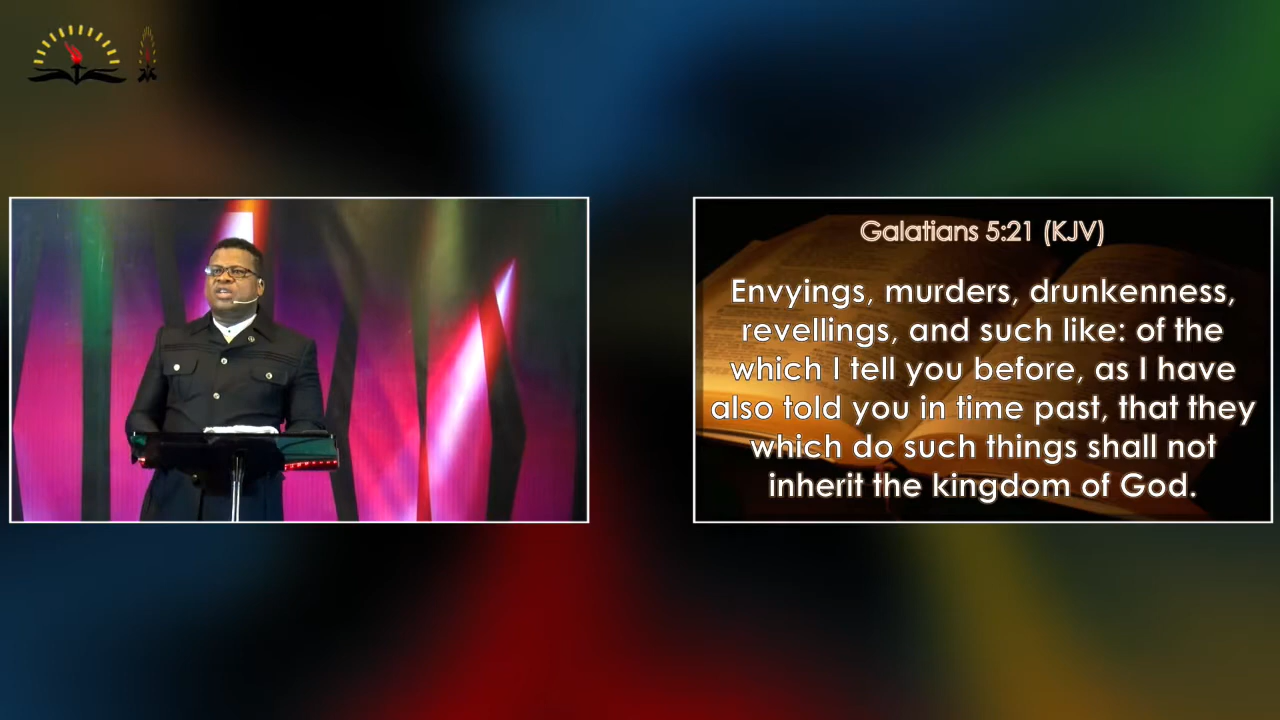 Galatians 5:21 (KJV)
Envyings, murders, drunkenness,
revellings, and such like: of the
which I tell you before, as I have
also told you in time past, that they
which do such things shall not
inherit the kingdom of God.